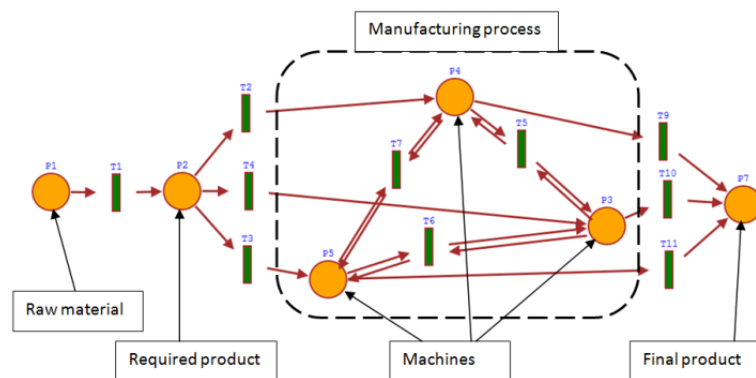 Manufacturing process
P4
T2
T9
T5
T7
P1
T1
P2
T4
T10
P7
P3
T6
T3
P5
T11
Raw material
Required product
Machines
Final product